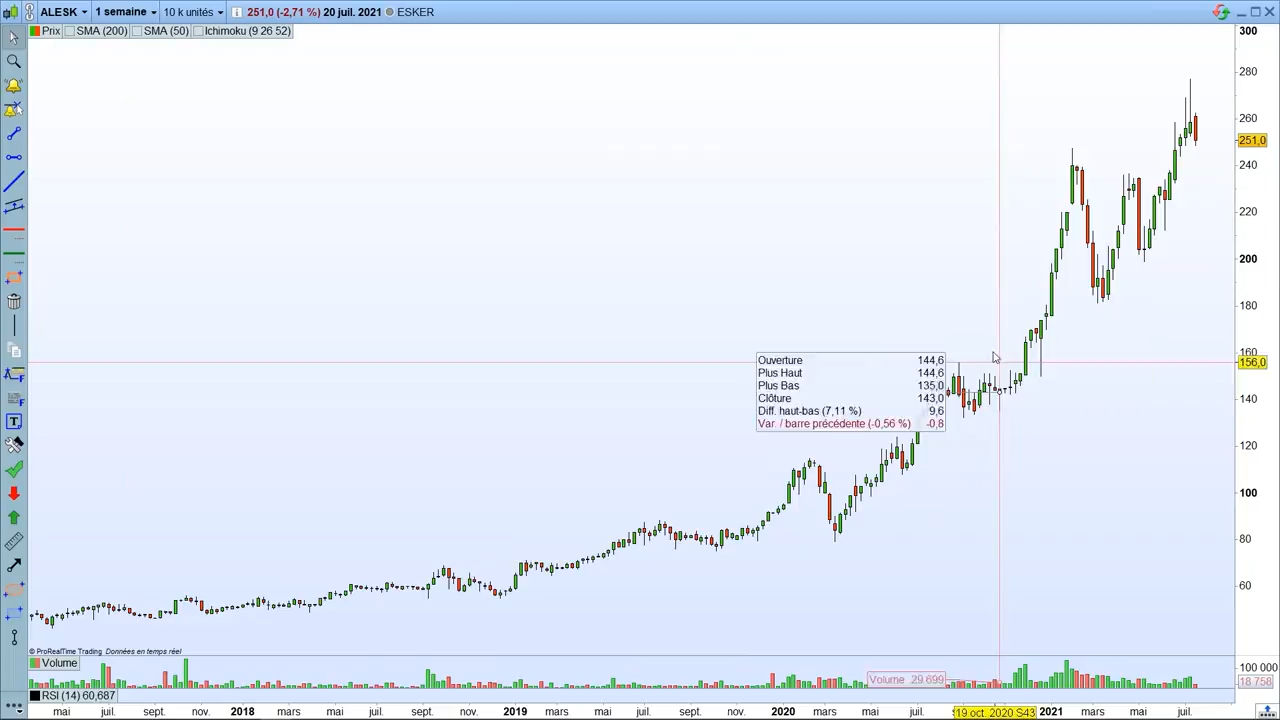 ALESK 1 semaine 10 k unités 251,0 (-2,71 %) 20 juil. 2021 ESKER
Prix SMA (200) SMA (50) Ichimoku (9 26 52)
300
280
260
251,0
240
220
200
180
160
156,0
140
120
100
80
60
Ouverture 144,6
Plus Haut 144,6
Plus Bas 135,0
Clôture 143,0
Diff. haut-bas (7,11 %) 9,6
Var. / barre précédente (-0,56 %) -0,8
© ProRealTime Trading Données en temps réel
Volume
100 000
Volume 29.699
18 758
RSI (14) 60,687
mai juil. sept. nov. 2018 mars mai juil. sept. nov. 2019 mars mai juil. sept. nov. 2020 mars mai juil. 19 oct. 2020 S43 2021 mars mai juil.